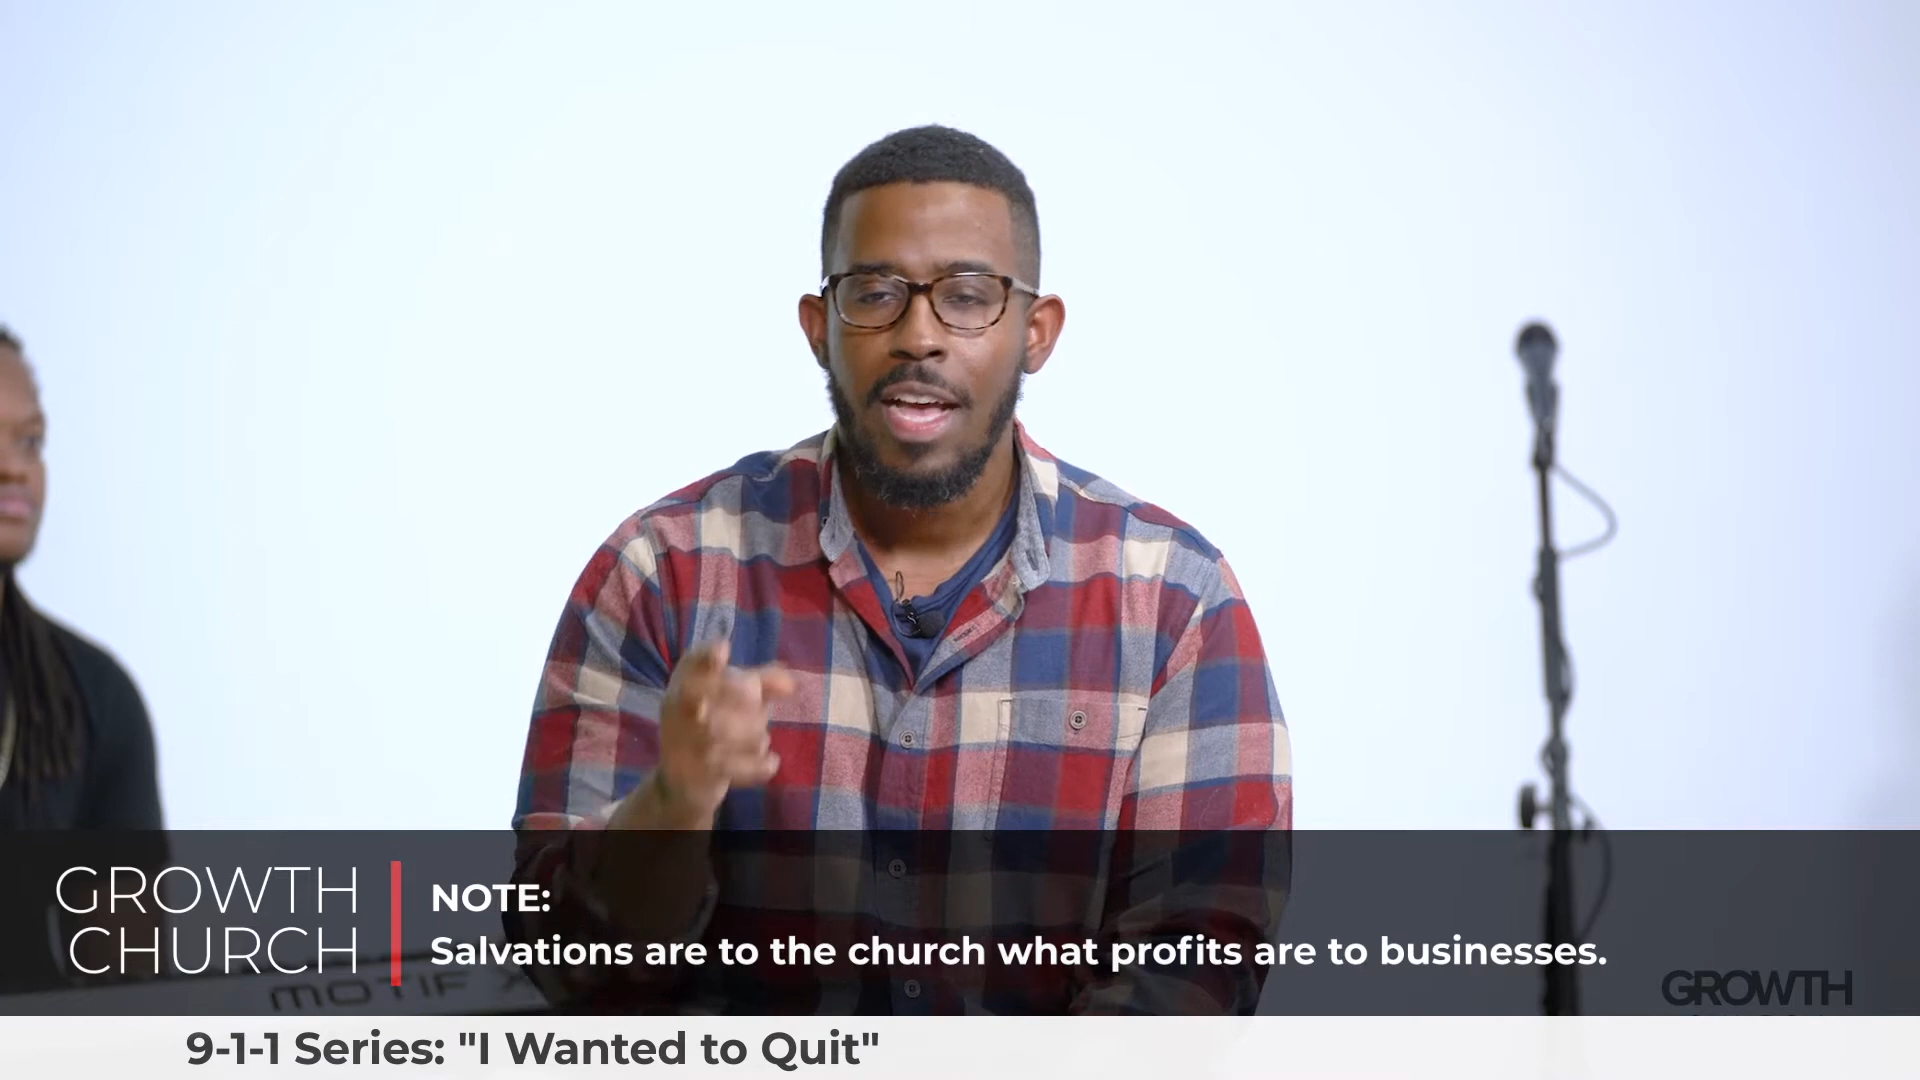 GROWTH
CHURCH
NOTE:
Salvations are to the church what profits are to businesses.
MOTIF X
GROWTH
9-1-1 Series: "I Wanted to Quit"